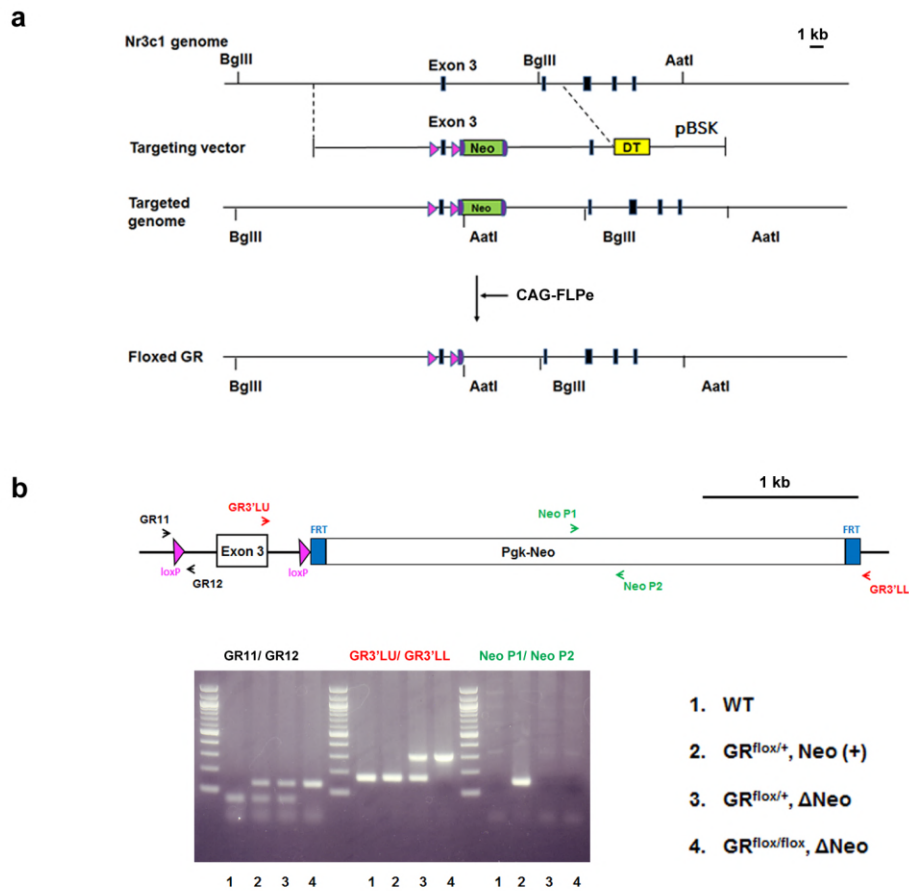 a
Nr3c1 genome
1 kb
BglII Exon 3 BglII AatI
Exon 3
Targeting vector Neo DT pBSK
Targeted genome Neo
BglII AatI BglII AatI
CAG-FLPe
Floxed GR
BglII AatI BglII AatI
b
1 kb
GR11 GR3'LU Neo P1
FRT FRT
Exon 3 Pgk-Neo
loxP GR12 loxP Neo P2 GR3'LL
GR11/ GR12 GR3'LU/ GR3'LL Neo P1/ Neo P2
1 2 3 4 1 2 3 4 1 2 3 4
1. WT
2. GRflox/+, Neo (+)
3. GRflox/+, ΔNeo
4. GRflox/flox, ΔNeo